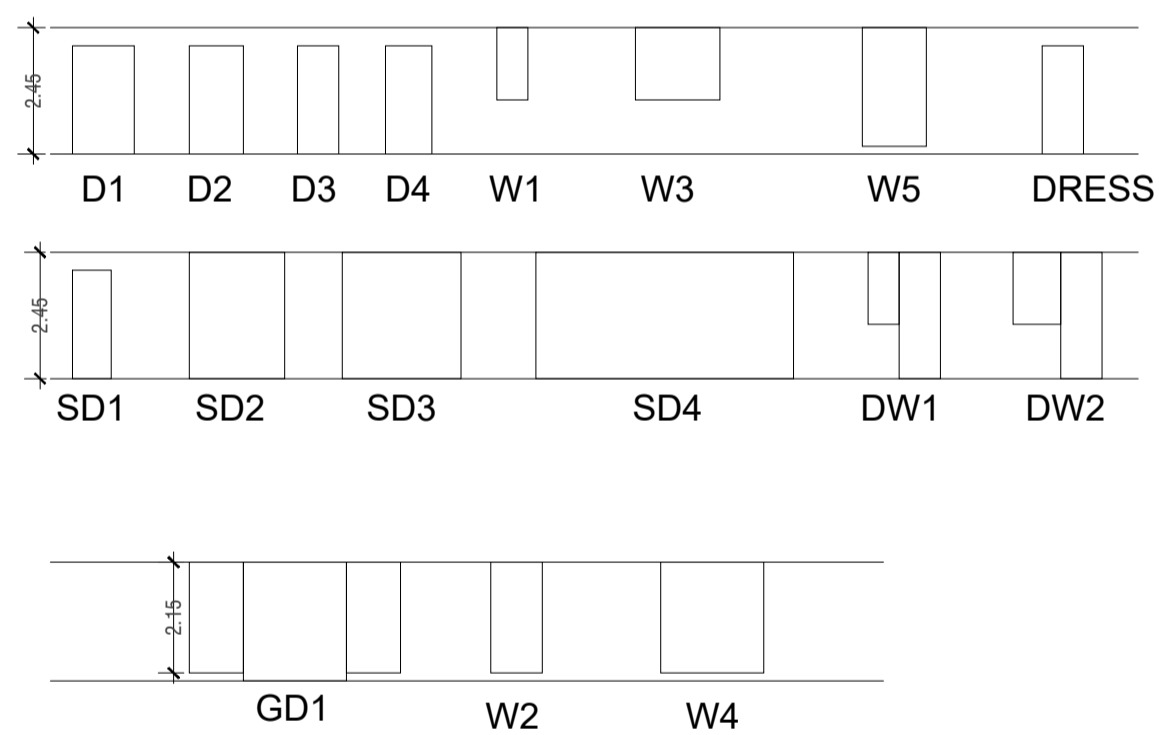 2.45
D1 D2 D3 D4 W1 W3 W5 DRESS
2.45
SD1 SD2 SD3 SD4 DW1 DW2
2.15
GD1 W2 W4